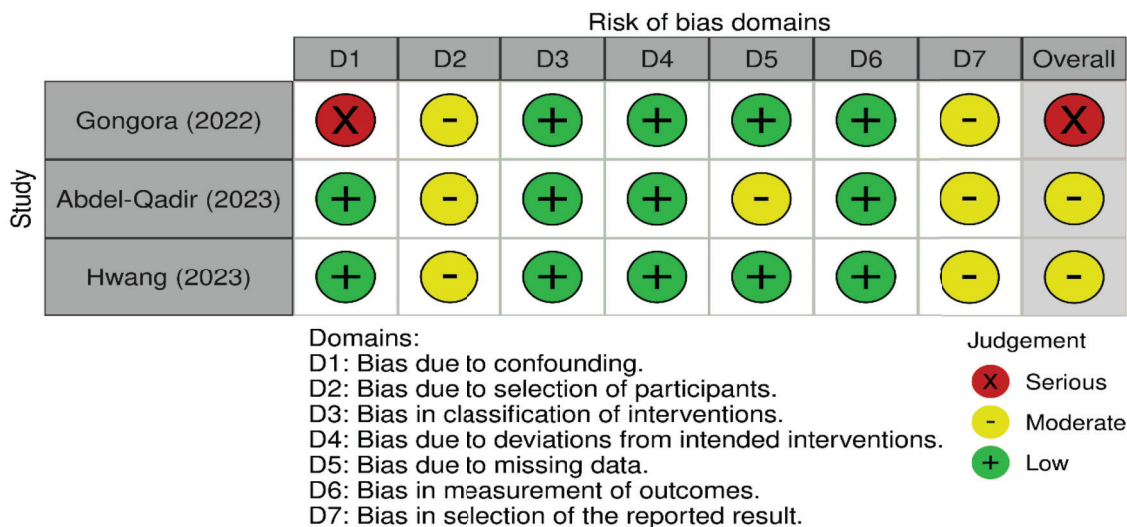 Risk of bias domains
D1 D2 D3 D4 D5 D6 D7 Overall
Study
Gongora (2022) X - + + + + - X
Abdel-Qadir (2023) + - + + - + - -
Hwang (2023) + - + + + + - -
Domains:
D1: Bias due to confounding.
D2: Bias due to selection of participants.
D3: Bias in classification of interventions.
D4: Bias due to deviations from intended interventions.
D5: Bias due to missing data.
D6: Bias in measurement of outcomes.
D7: Bias in selection of the reported result.
Judgement
X Serious
- Moderate
+ Low